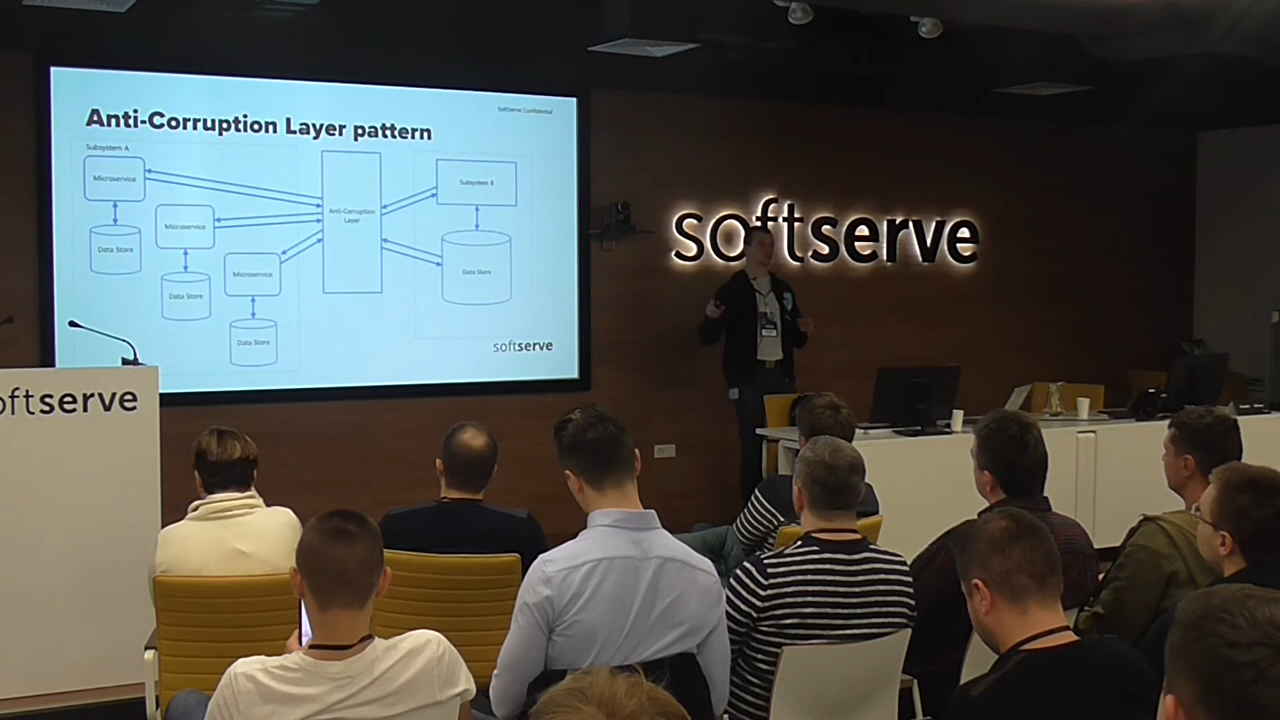 SoftServe Confidential
Anti-Corruption Layer pattern
Subsystem A
Microservice
Data Store
Microservice
Data Store
Microservice
Data Store
Anti-Corruption
Layer
Subsystem B
Data Store
softserve
softserve
oftserve